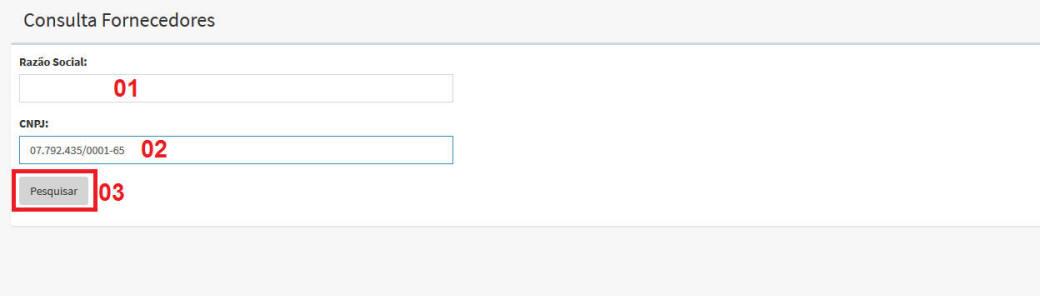 Consulta Fornecedores
Razão Social:
01
CNPJ:
07.792.435/0001-65 02
Pesquisar 03